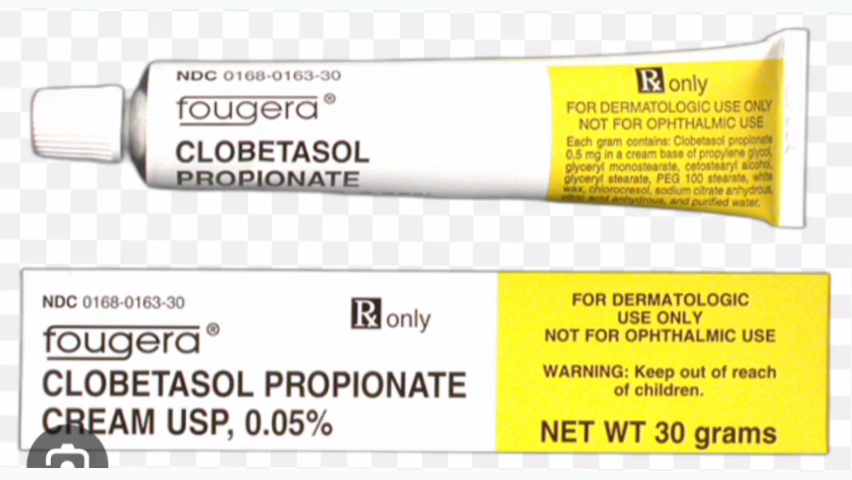 NDC 0168-0163-30
fougera®
CLOBETASOL
PROPIONATE
Rx only
FOR DERMATOLOGIC USE ONLY
NOT FOR OPHTHALMIC USE
Each gram contains: Clobetasol propionate
0.5 mg in a cream base of propylene glycol,
glyceryl monostearate, cetostearyl alcohol,
glyceryl stearate, PEG 100 stearate, white
wax, chlorocresol, sodium citrate anhydrous,
citric acid anhydrous, and purified water.
NDC 0168-0163-30
Rx only
fougera®
CLOBETASOL PROPIONATE
CREAM USP, 0.05%
FOR DERMATOLOGIC
USE ONLY
NOT FOR OPHTHALMIC USE
WARNING: Keep out of reach
of children.
NET WT 30 grams